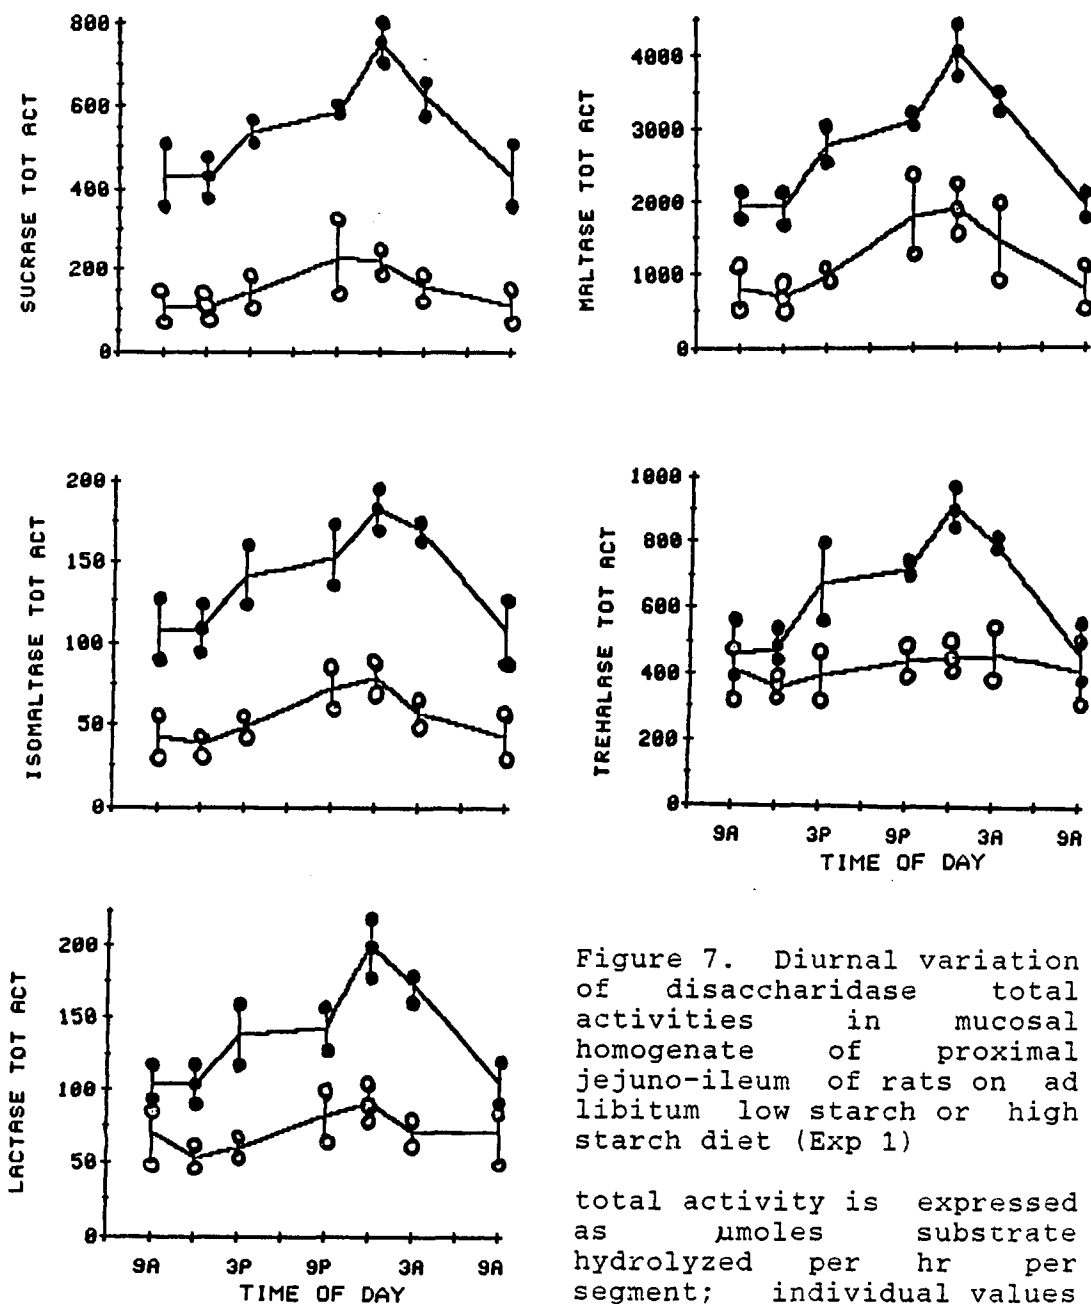 800
600
400
200
0
SUCRASE TOT ACT
4000
3000
2000
1000
0
MALTASE TOT ACT
200
150
100
50
0
ISOMALTASE TOT ACT
1000
800
600
400
200
0
TREHALASE TOT ACT
9A 3P 9P 3A 9A
TIME OF DAY
200
150
100
50
0
LACTASE TOT ACT
9A 3P 9P 3A 9A
TIME OF DAY
Figure 7. Diurnal variation
of disaccharidase total
activities in mucosal
homogenate of proximal
jejuno-ileum of rats on ad
libitum low starch or high
starch diet (Exp 1)
total activity is expressed
as µmoles substrate
hydrolyzed per hr per
segment; individual values